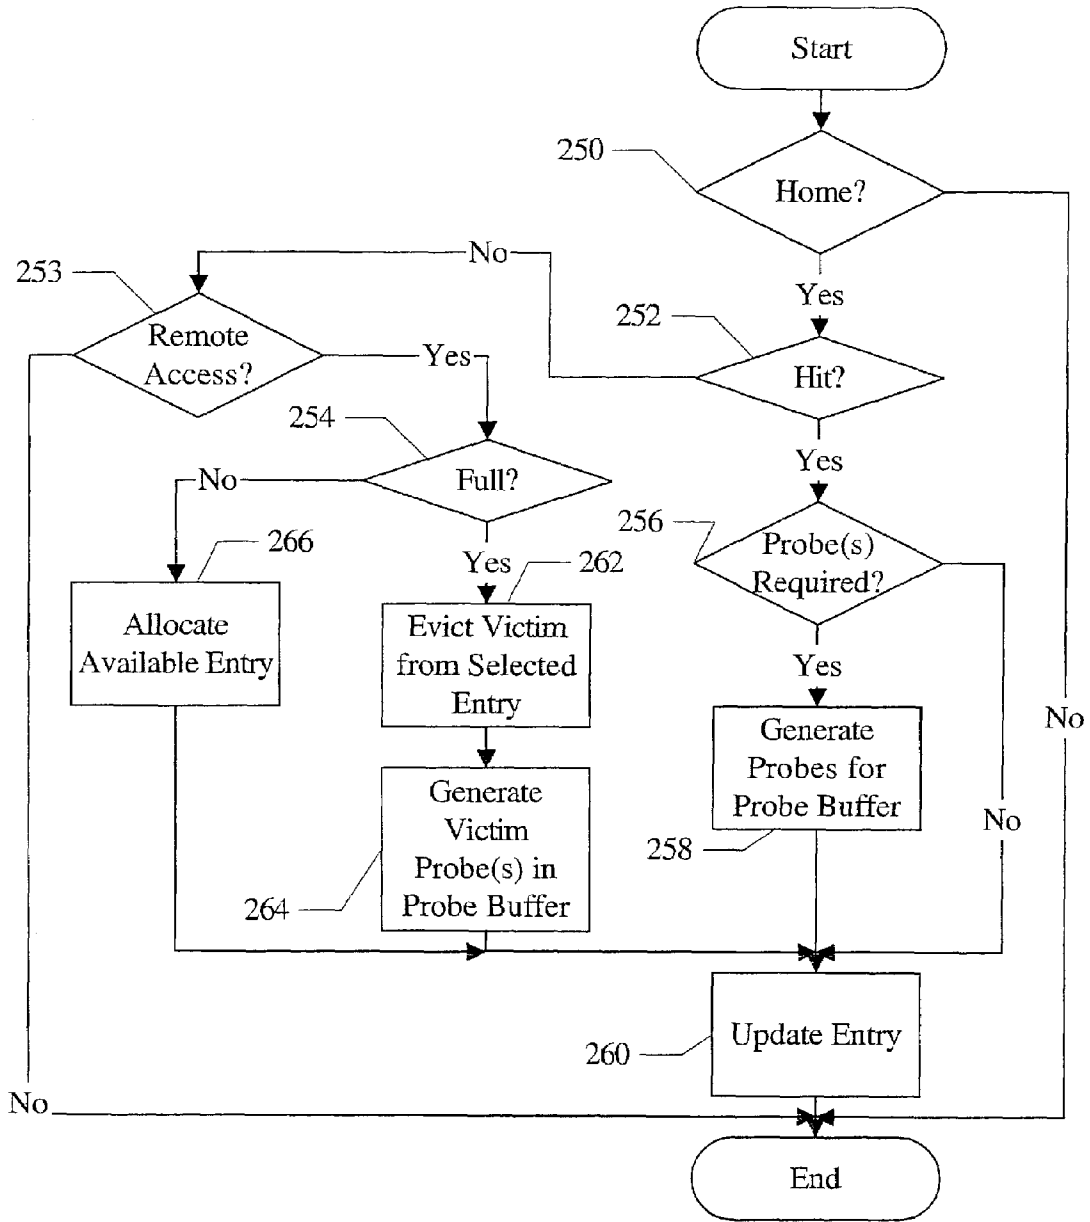 Start
250
Home?
No
Yes
253
252
Remote
Access?
Yes
Hit?
254
No
Full?
Yes
256
Probe(s)
Required?
266
Yes
262
Allocate
Available Entry
Evict Victim
from Selected
Entry
Yes
No
Generate
Probes for
Probe Buffer
Generate
Victim
Probe(s) in
Probe Buffer
No
258
264
Update Entry
260
No
End